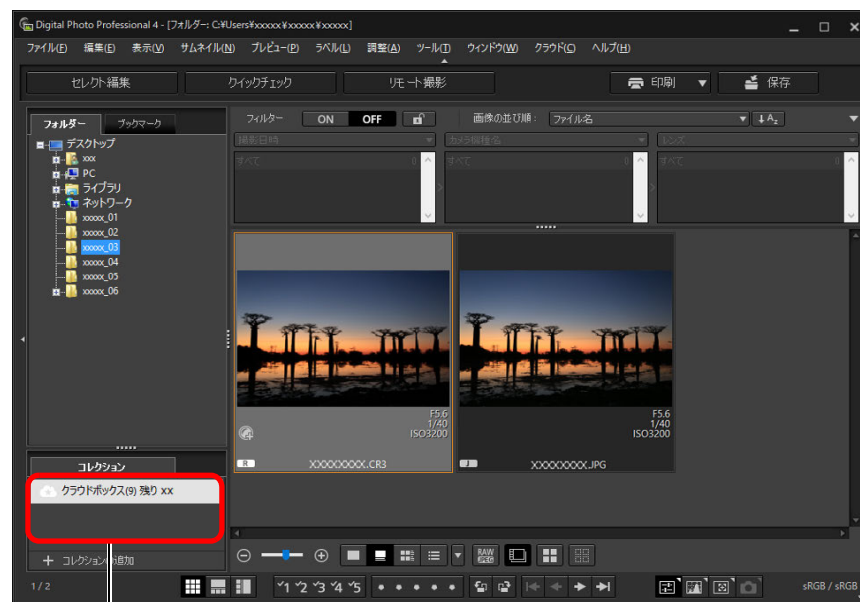 Digital Photo Professional 4 - [フォルダー: C:¥Users¥xxxxx¥xxxxx¥xxxxx]
ファイル(F) 編集(E) 表示(V) サムネイル(N) プレビュー(P) ラベル(L) 調整(A) ツール(T) ウィンドウ(W) クラウド(C) ヘルプ(H)
セレクト編集 クイックチェック リモート撮影 印刷 ▼ 保存
フォルダー ブックマーク フィルター ON OFF 画像の並び順: ファイル名
撮影日時 カメラ機種名 レンズ
すべて 0 すべて 0 すべて 0
デスクトップ
xxx
PC
ライブラリ
ネットワーク
xxxxx_01
xxxxx_02
xxxxx_03
xxxxx_04
xxxxx_05
xxxxx_06
F5.6
1/40
ISO3200
R XXXXXXXX.CR3
F5.6
1/40
ISO3200
J XXXXXXXX.JPG
コレクション
クラウドボックス(9) 残り xx
+ コレクションの追加
RAW
JPEG
1 / 2
1 2 3 4 5
sRGB / sRGB